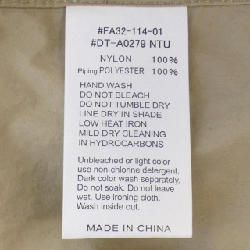 #FA32-114-01
#DT-A0279 NTU
NYLON 100%
Piping POLYESTER 100%
HAND WASH
DO NOT BLEACH
DO NOT TUMBLE DRY
LINE DRY IN SHADE
LOW HEAT IRON
MILD DRY CLEANING
IN HYDROCARBONS
Unbleached or light color
use non-chlorine detergent.
Dark color wash separately.
Do not soak. Do not leave
wet. Use ironing cloth.
Wash inside cut.
MADE IN CHINA